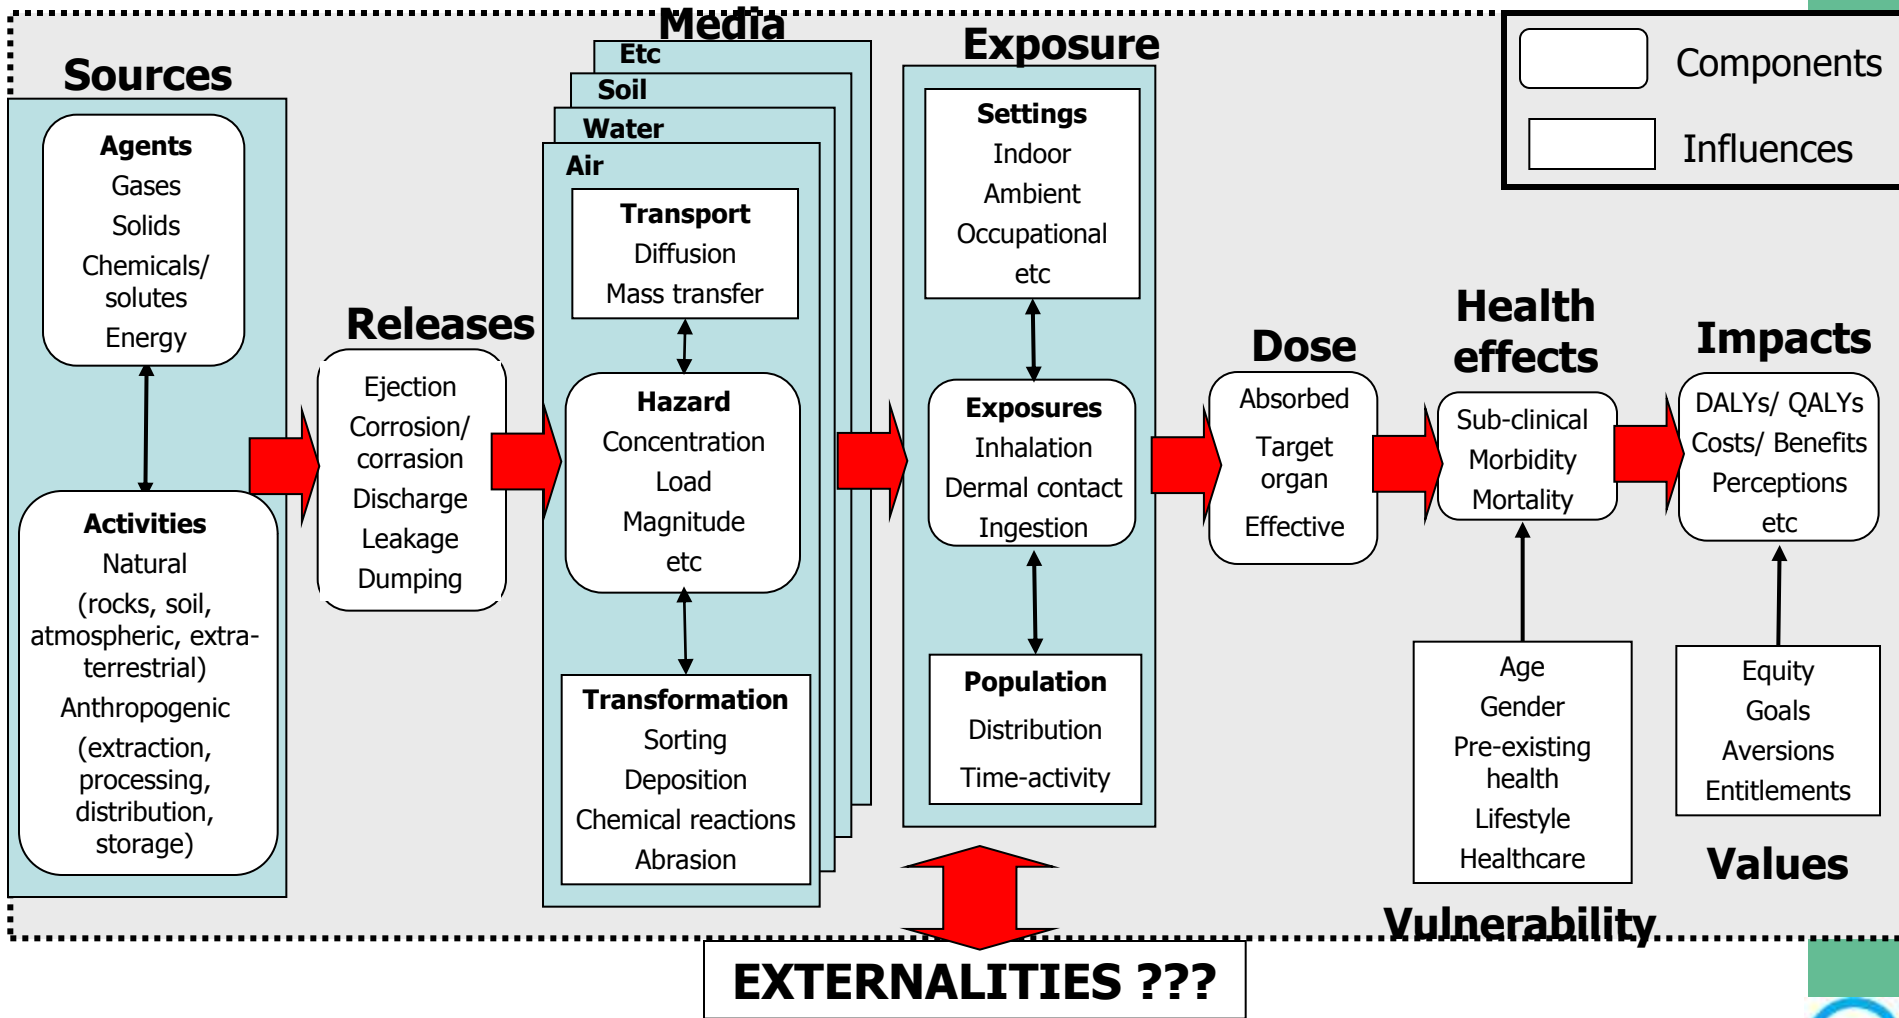 Sources
Agents
Gases
Solids
Chemicals/
solutes
Energy
Activities
Natural
(rocks, soil,
atmospheric, extra-
terrestrial)
Anthropogenic
(extraction,
processing,
distribution,
storage)
Releases
Ejection
Corrosion/
corrasion
Discharge
Leakage
Dumping
Media
Etc
Soil
Water
Air
Transport
Diffusion
Mass transfer
Hazard
Concentration
Load
Magnitude
etc
Transformation
Sorting
Deposition
Chemical reactions
Abrasion
Exposure
Settings
Indoor
Ambient
Occupational
etc
Exposures
Inhalation
Dermal contact
Ingestion
Population
Distribution
Time-activity
Dose
Absorbed
Target
organ
Effective
Health
effects
Sub-clinical
Morbidity
Mortality
Age
Gender
Pre-existing
health
Lifestyle
Healthcare
Vulnerability
Impacts
DALYs/ QALYs
Costs/ Benefits
Perceptions
etc
Equity
Goals
Aversions
Entitlements
Values
Components
Influences
EXTERNALITIES ???